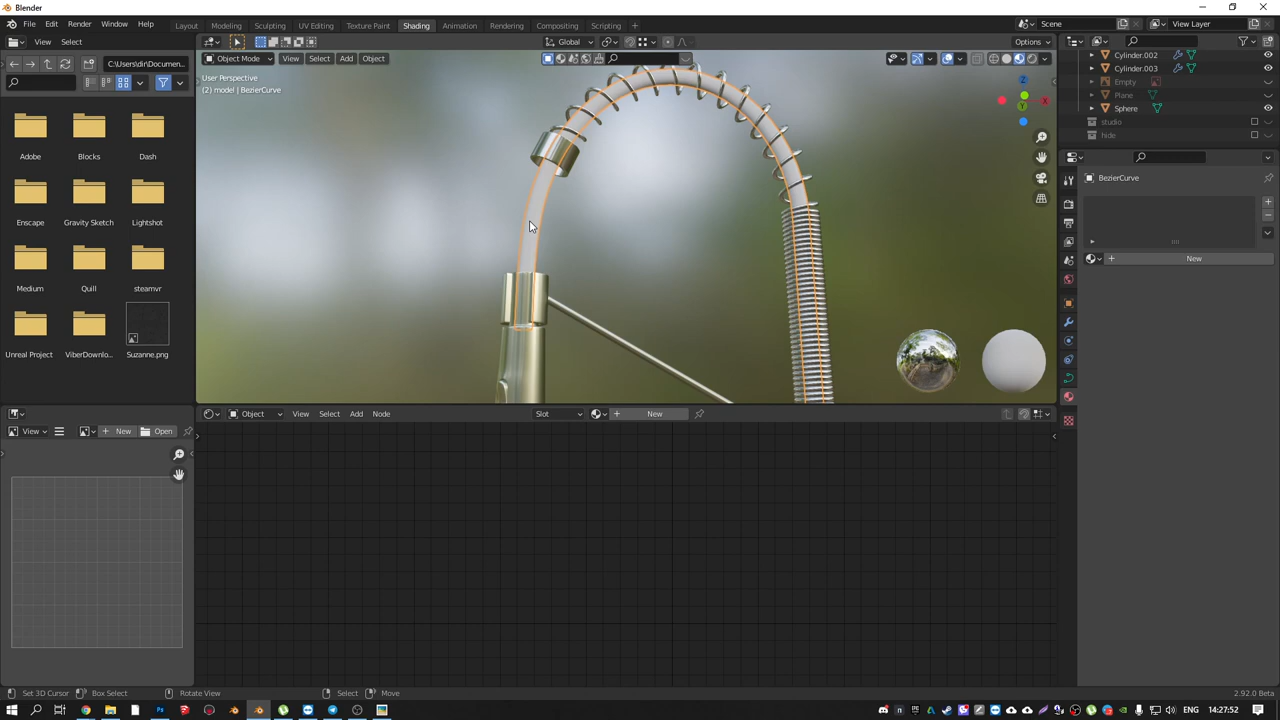 Blender
File Edit Render Window Help
Layout Modeling Sculpting UV Editing Texture Paint Shading Animation Rendering Compositing Scripting +
Scene
View Layer
View Select
Global
Options
C:\Users\dir\Documen...
Object Mode View Select Add Object
User Perspective
(2) model | BezierCurve
Cylinder.002
Cylinder.003
Empty
Plane
Sphere
studio
hide
Z
X
Y
Adobe Blocks Dash
Enscape Gravity Sketch Lightshot
Medium Quill steamvr
Unreal Project ViberDownlo... Suzanne.png
BezierCurve
New
Object View Select Add Node Slot New
View New Open
Set 3D Cursor Box Select Rotate View Select Move 2.92.0 Beta
ENG 14:27:52